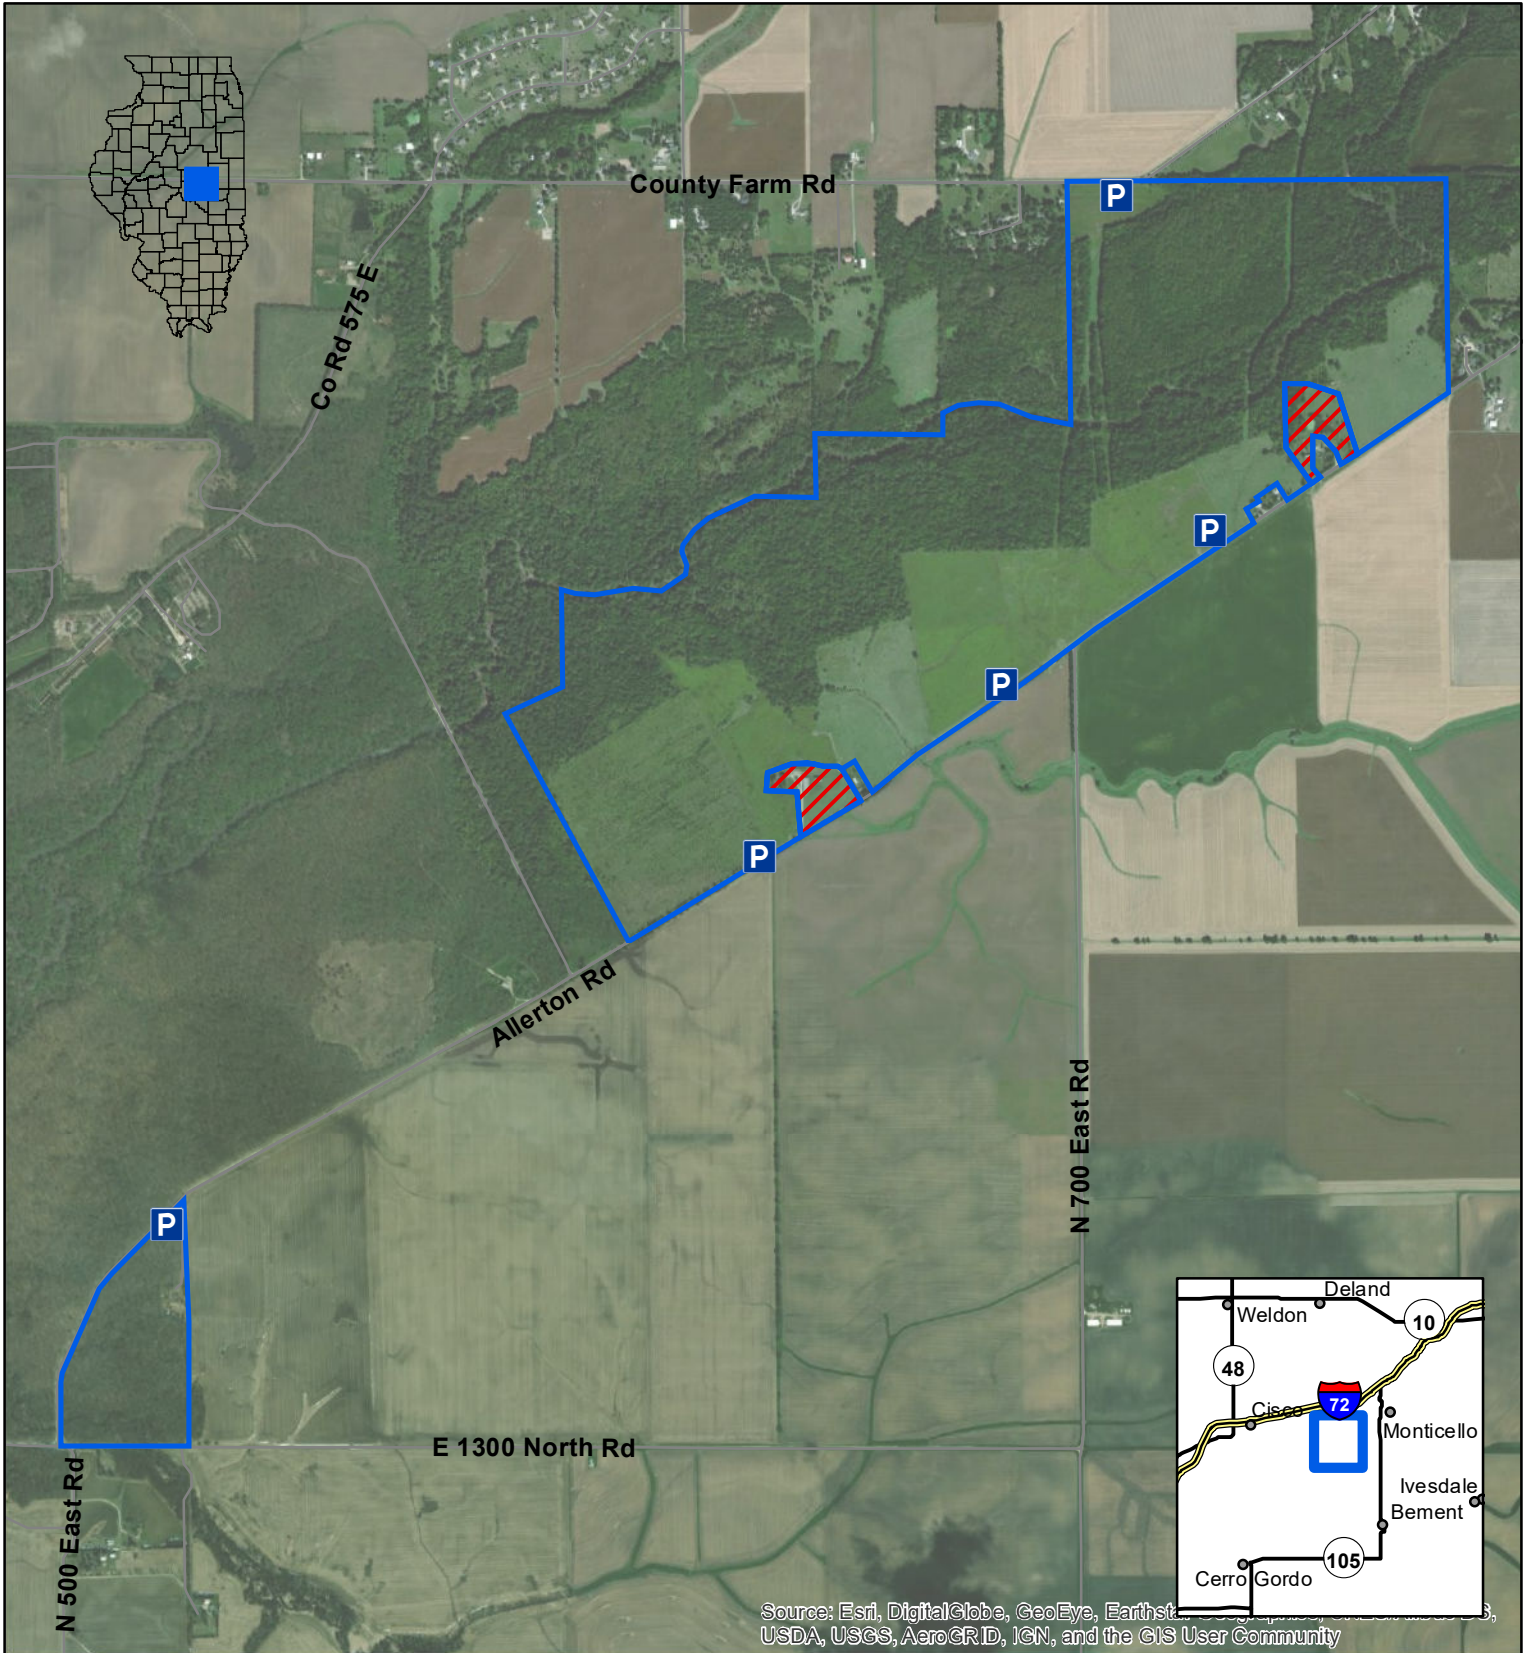 County Farm Rd
P
Co Rd 575 E
P
P
P
Allerton Rd
N 700 East Rd
P
E 1300 North Rd
N 500 East Rd
Deland
Weldon
10
48
72
Cisco
Monticello
Ivesdale
Bement
105
Cerro Gordo
Source: Esri, DigitalGlobe, GeoEye,
USDA, USGS, AeroGRID, IGN, and the GIS User Community